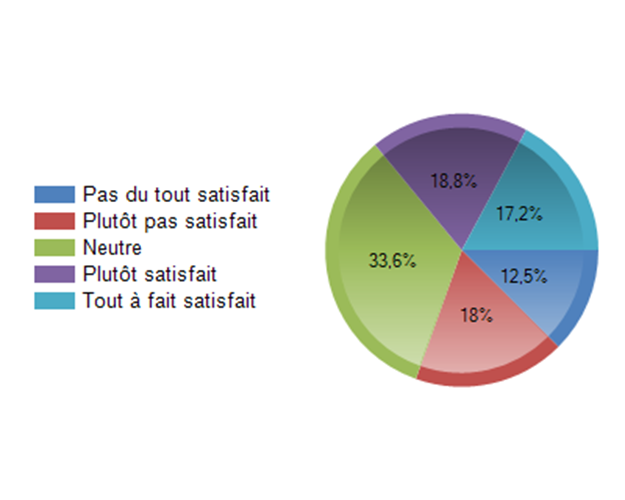 Pas du tout satisfait
Plutôt pas satisfait
Neutre
Plutôt satisfait
Tout à fait satisfait
18,8%
17,2%
33,6%
12,5%
18%